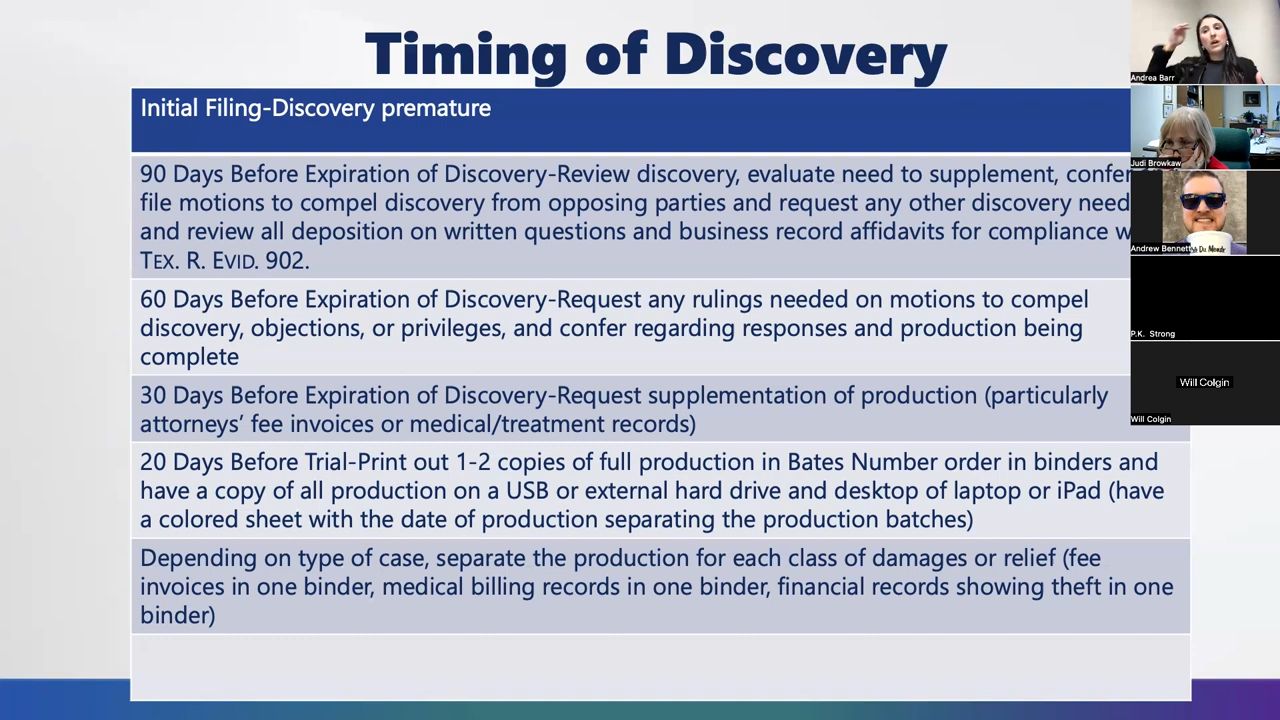 Timing of Discovery
Initial Filing-Discovery premature
90 Days Before Expiration of Discovery-Review discovery, evaluate need to supplement, confer
file motions to compel discovery from opposing parties and request any other discovery need
and review all deposition on written questions and business record affidavits for compliance w
TEX. R. EVID. 902.
60 Days Before Expiration of Discovery-Request any rulings needed on motions to compel
discovery, objections, or privileges, and confer regarding responses and production being
complete
30 Days Before Expiration of Discovery-Request supplementation of production (particularly
attorneys' fee invoices or medical/treatment records)
20 Days Before Trial-Print out 1-2 copies of full production in Bates Number order in binders and
have a copy of all production on a USB or external hard drive and desktop of laptop or iPad (have
a colored sheet with the date of production separating the production batches)
Depending on type of case, separate the production for each class of damages or relief (fee
invoices in one binder, medical billing records in one binder, financial records showing theft in one
binder)
Andrea Barr
Judi Browkaw
Du Monde
Andrew Bennett
P.K. Strong
Will Colgin
Will Colgin